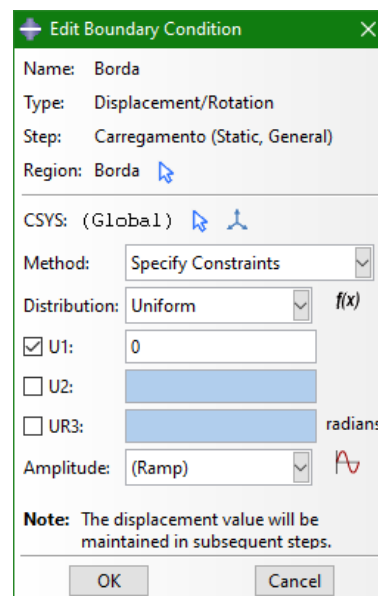 Edit Boundary Condition
Name: Borda
Type: Displacement/Rotation
Step: Carregamento (Static, General)
Region: Borda
CSYS: (Global)
Method: Specify Constraints
Distribution: Uniform f(x)
U1: 0
U2:
UR3: radians
Amplitude: (Ramp)
Note: The displacement value will be
maintained in subsequent steps.
OK Cancel